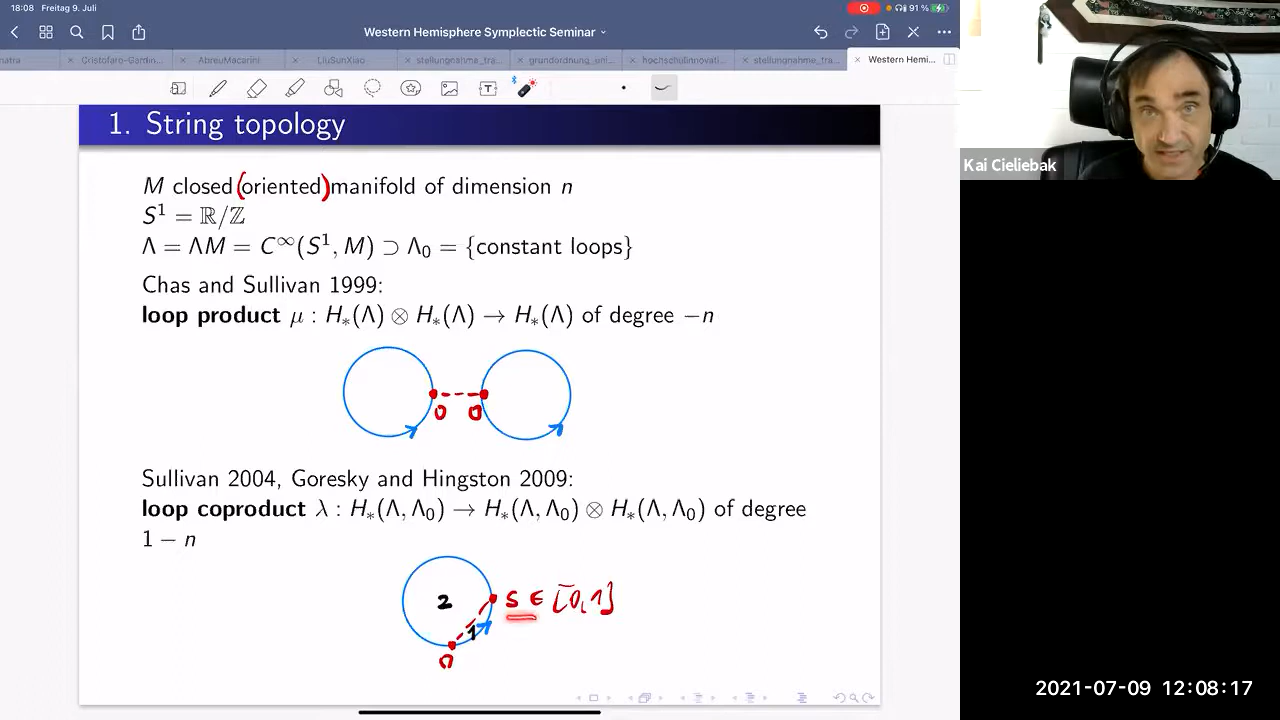 18:08 Freitag 9. Juli
91 %
Western Hemisphere Symplectic Seminar
Cristofaro-Gardin... AbreuMacarini LiuSunXiao stellungnahme_tra... grundordnung_uni... hochschulinnovati... stellungnahme_tra... Western Hemi...
1. String topology
M closed (oriented) manifold of dimension n
S¹ = ℝ/ℤ
Λ = ΛM = C^∞(S¹, M) ⊃ Λ₀ = {constant loops}
Chas and Sullivan 1999:
loop product μ : H_*(Λ) ⊗ H_*(Λ) → H_*(Λ) of degree −n
0 0
Sullivan 2004, Goresky and Hingston 2009:
loop coproduct λ : H_*(Λ, Λ₀) → H_*(Λ, Λ₀) ⊗ H_*(Λ, Λ₀) of degree
1 − n
2 s ∈ [0,1]
1
0
Kai Cieliebak
2021-07-09 12:08:17